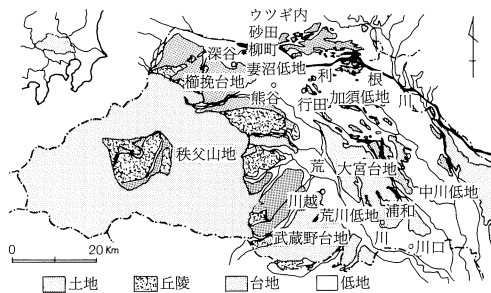 ウツギ内
砂田
柳町
深谷
妻沼低地
利
根
川
櫛挽台地
熊谷
行田
加須低地
秩父山地
荒
大宮台地
中川低地
川越
荒川低地
浦和
武蔵野台地
川
川口
0 20 Km
土地 丘陵 台地 低地